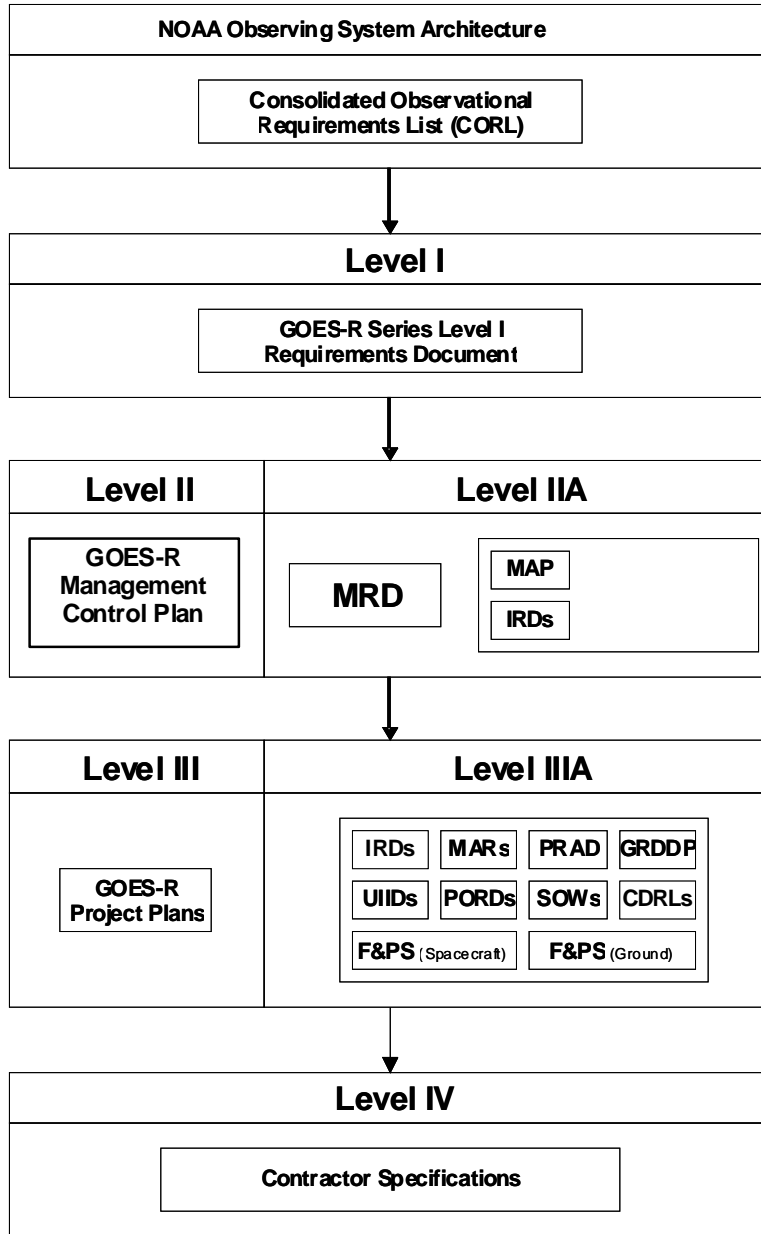 NOAA Observing System Architecture
Consolidated Observational
Requirements List (CORL)
Level I
GOES-R Series Level I
Requirements Document
Level II
Level IIA
GOES-R
Management
Control Plan
MRD
MAP
IRDs
Level III
Level IIIA
GOES-R
Project Plans
IRDs
MARs
PRAD
GRDDP
UIIDs
PORDs
SOWs
CDRLs
F&PS (Spacecraft)
F&PS (Ground)
Level IV
Contractor Specifications